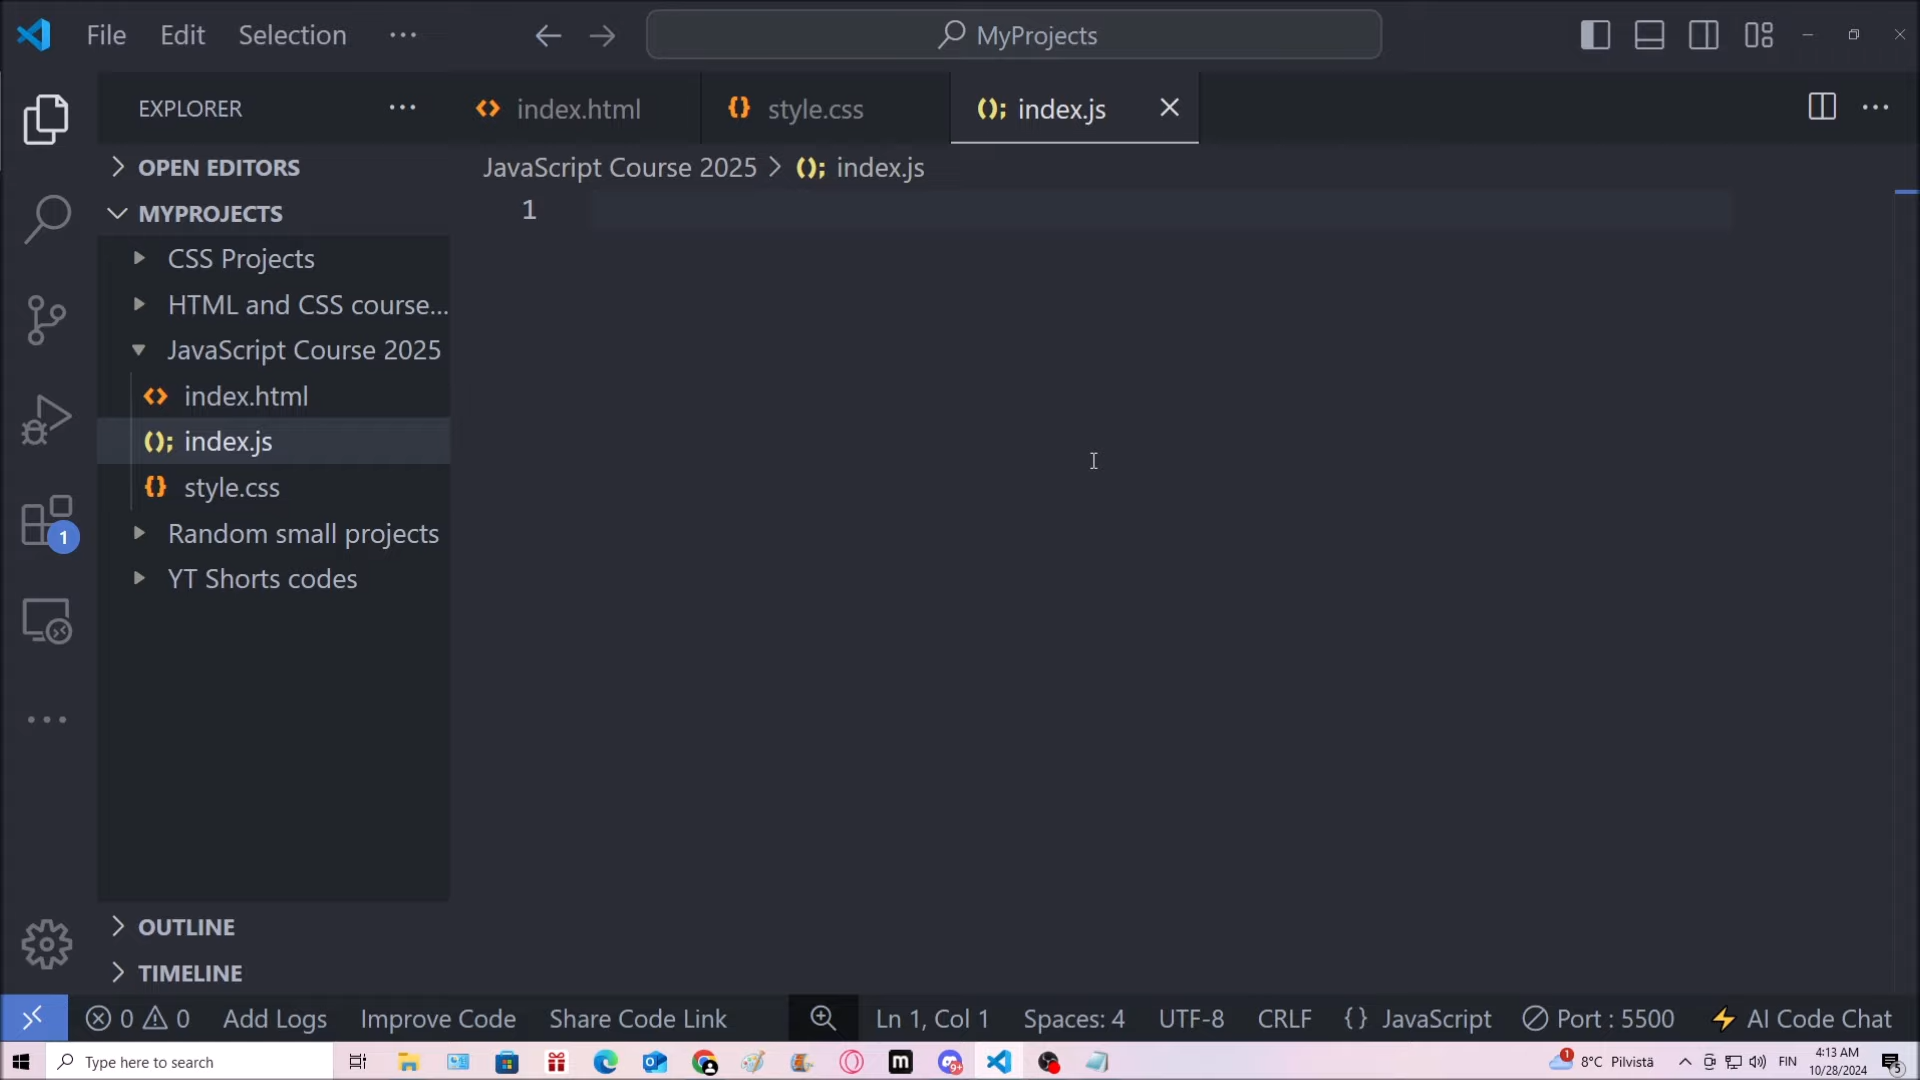 File Edit Selection ··· MyProjects
EXPLORER ··· index.html style.css index.js
OPEN EDITORS
JavaScript Course 2025 > index.js
MYPROJECTS
1
CSS Projects
HTML and CSS course...
JavaScript Course 2025
index.html
index.js
style.css
Random small projects
YT Shorts codes
1
OUTLINE
TIMELINE
0 0 Add Logs Improve Code Share Code Link Ln 1, Col 1 Spaces: 4 UTF-8 CRLF {} JavaScript Port : 5500 AI Code Chat
Type here to search 9+ m 1 8°C Pilvistä FIN 4:13 AM
10/28/2024 5